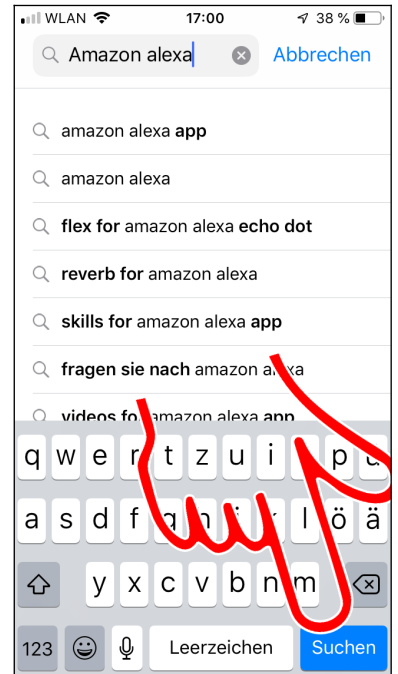 WLAN 17:00 38 %
Amazon alexa Abbrechen
amazon alexa app
amazon alexa
flex for amazon alexa echo dot
reverb for amazon alexa
skills for amazon alexa app
fragen sie nach amazon
videos amazon alexa app
q w e r t z u i p
a s d f l ö ä
y x c v b n m
123 Leerzeichen Suchen